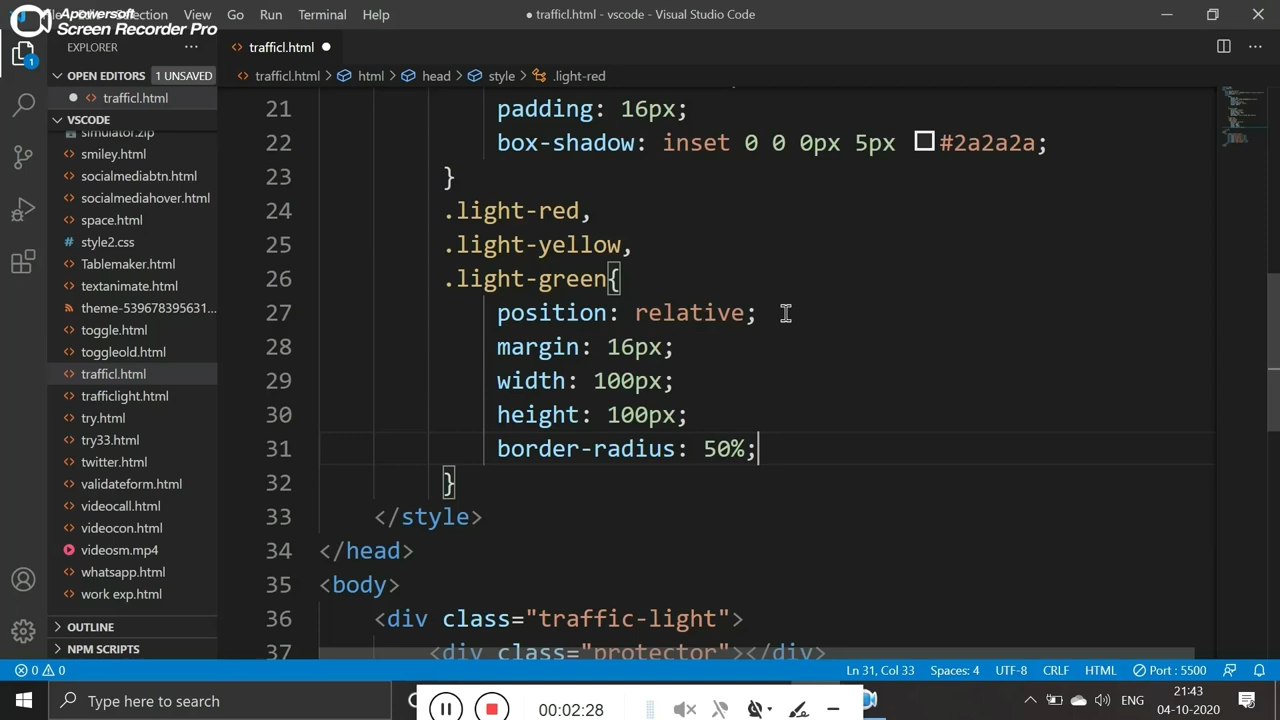 Apowersoft
Screen Recorder Pro
Selection View Go Run Terminal Help
● trafficl.html - vscode - Visual Studio Code
EXPLORER ···
trafficl.html ●
OPEN EDITORS 1 UNSAVED
trafficl.html > html > head > style > .light-red
● trafficl.html
VSCODE
simulator.zip
smiley.html
socialmediabtn.html
socialmediahover.html
space.html
style2.css
Tablemaker.html
textanimate.html
theme-539678395631...
toggle.html
toggleold.html
trafficl.html
trafficlight.html
try.html
try33.html
twitter.html
validateform.html
videocall.html
videocon.html
videosm.mp4
whatsapp.html
work exp.html
OUTLINE
NPM SCRIPTS
21 padding: 16px;
22 box-shadow: inset 0 0 0px 5px #2a2a2a;
23 }
24 .light-red,
25 .light-yellow,
26 .light-green{
27 position: relative;
28 margin: 16px;
29 width: 100px;
30 height: 100px;
31 border-radius: 50%;
32 }
33 </style>
34 </head>
35 <body>
36 <div class="traffic-light">
37 <div class="protector"></div>
0 0 Ln 31, Col 33 Spaces: 4 UTF-8 CRLF HTML Port : 5500
Type here to search
00:02:28
ENG
21:43
04-10-2020
1